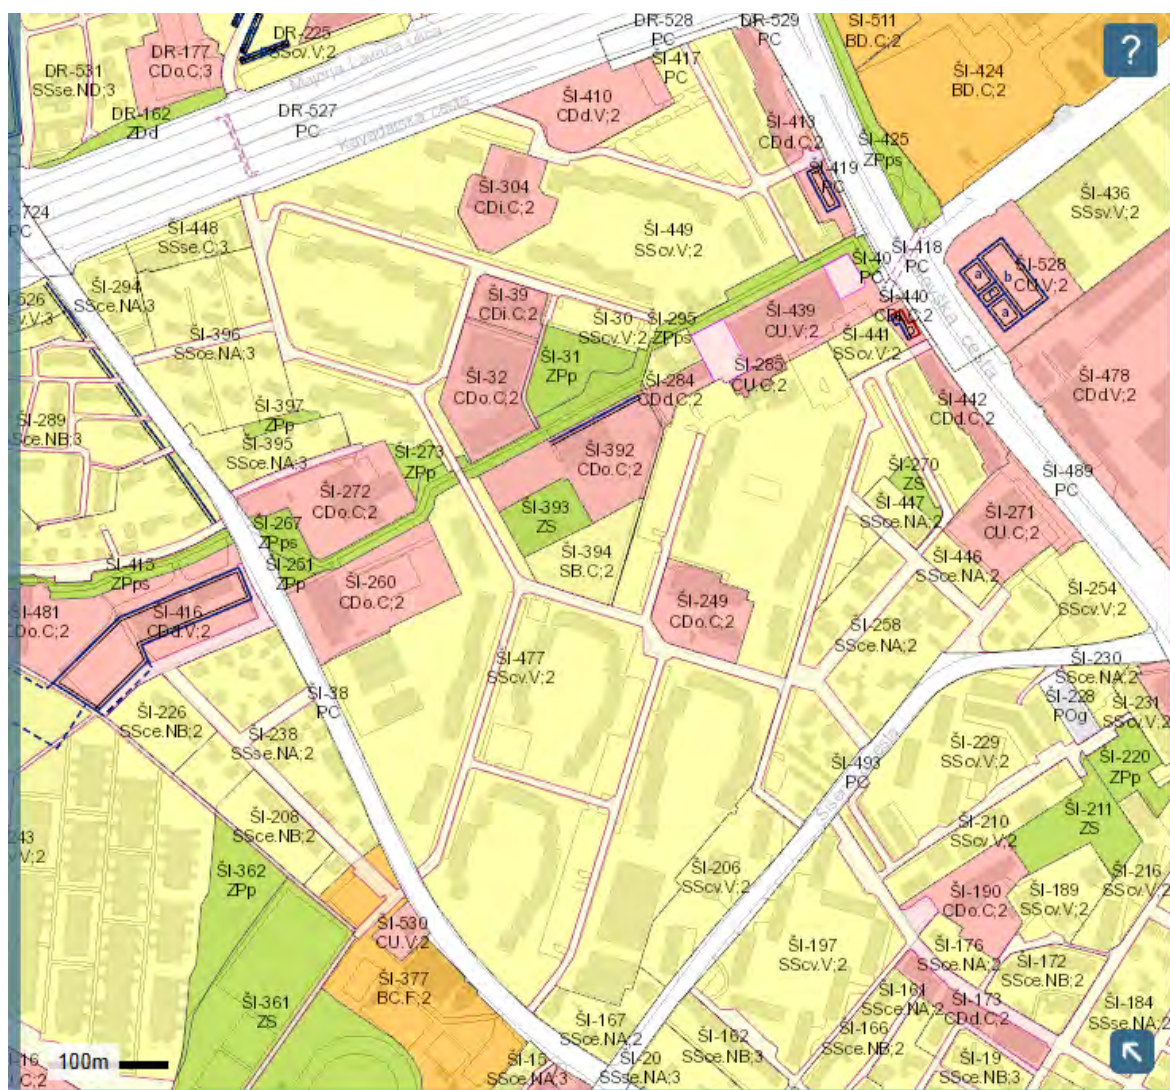 DR-225
SScv.V;2
DR-528
PC
DR-529
PC
ŠI-511
BD.C;2
DR-177
CDo.C;3
DR-531
SSse.ND;3
ŠI-417
PC
ŠI-424
BD.C;2
?
Kavadarska cesta
DR-162
ZDd
DR-527
PC
ŠI-410
CDd.V;2
ŠI-413
CDd.C;2
ŠI-425
ZPps
ŠI-419
PC
ŠI-304
CDi.C;2
ŠI-436
SSsv.V;2
-724
PC
ŠI-448
SSse.C;3
ŠI-449
SScv.V;2
ŠI-418
PC
ŠI-40
PC
ŠI-528
CU.V;2
a
b
a
ŠI-294
SSce.NA;3
-526
ŠI-39
CDi.C;2
ŠI-30
SScv.V;2
ŠI-295
ZPps
ŠI-439
CU.V;2
ŠI-440
ŠI-441
SScv.V;2
ŠI-396
SSce.NA;3
ŠI-31
ZPp
ŠI-32
CDo.C;2
ŠI-284
CDd.C;2
ŠI-285
CU.C;2
ŠI-478
CDd.V;2
ŠI-442
CDd.C;2
ŠI-397
ZPp
ŠI-289
SSce.NB;3
ŠI-395
SSce.NA;3
ŠI-273
ZPp
ŠI-392
CDo.C;2
ŠI-270
ZS
ŠI-489
PC
ŠI-272
CDo.C;2
ŠI-393
ZS
ŠI-447
SSce.NA;2
ŠI-271
CU.C;2
ŠI-267
ZPps
ŠI-415
ZPps
ŠI-261
ZPp
ŠI-394
SB.C;2
ŠI-446
SSce.NA;2
ŠI-260
CDo.C;2
ŠI-254
SScv.V;2
ŠI-481
CDo.C;2
ŠI-416
CDd.V;2
ŠI-249
CDo.C;2
ŠI-258
SSce.NA;2
ŠI-477
SScv.V;2
ŠI-230
SSce.NA;2
ŠI-38
PC
ŠI-228
POg
ŠI-231
SScv.V;2
ŠI-226
SSce.NB;2
ŠI-238
SSse.NA;2
ŠI-229
SScv.V;2
ŠI-220
ZPp
ŠI-493
PC
ŠI-208
SSce.NB;2
ŠI-211
ZS
243
V;2
ŠI-210
SScv.V;2
ŠI-362
ZPp
ŠI-206
SScv.V;2
ŠI-216
SScv.V;2
ŠI-190
CDo.C;2
ŠI-189
SScv.V;2
ŠI-530
CU.V;2
ŠI-197
SScv.V;2
ŠI-176
SSce.NA;2
ŠI-172
SSce.NB;2
ŠI-377
BC.F;2
ŠI-361
ZS
ŠI-161
SSce.NA;2
ŠI-173
CDd.C;2
ŠI-184
SSse.NA;2
ŠI-167
SSce.NA;2
ŠI-162
SSce.NB;3
ŠI-166
SSce.NB;2
100m
ŠI-15
SSce.NA;3
ŠI-20
SSse.NA;3
ŠI-19
SSce.NB;3